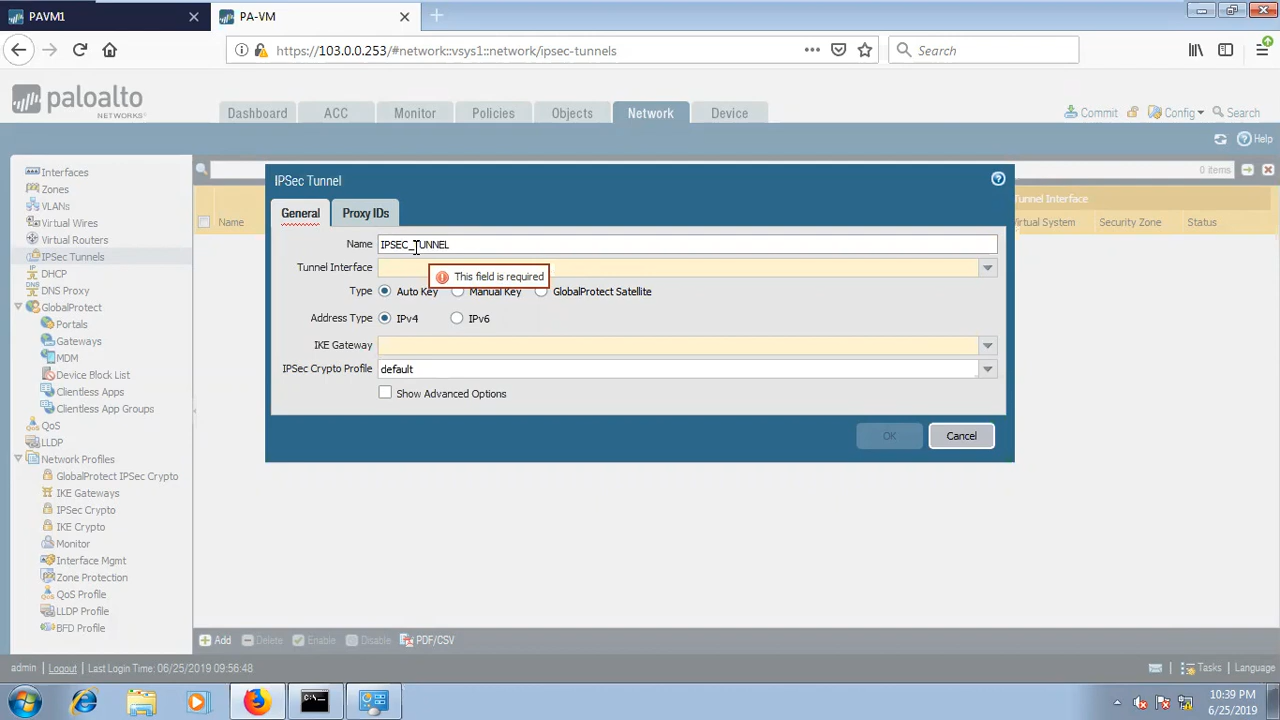 PAVM1
PA-VM
https://103.0.0.253/#network::vsys1::network/ipsec-tunnels
Search
paloalto
NETWORKS
Dashboard
ACC
Monitor
Policies
Objects
Network
Device
Commit
Config
Search
Help
Interfaces
Zones
VLANs
Virtual Wires
Virtual Routers
IPSec Tunnels
DHCP
DNS Proxy
GlobalProtect
Portals
Gateways
MDM
Device Block List
Clientless Apps
Clientless App Groups
QoS
LLDP
Network Profiles
GlobalProtect IPSec Crypto
IKE Gateways
IPSec Crypto
IKE Crypto
Monitor
Interface Mgmt
Zone Protection
QoS Profile
LLDP Profile
BFD Profile
0 items
Tunnel Interface
Name
Virtual System
Security Zone
Status
IPSec Tunnel
General
Proxy IDs
Name
IPSEC_TUNNEL
Tunnel Interface
This field is required
Type
Auto Key
Manual Key
GlobalProtect Satellite
Address Type
IPv4
IPv6
IKE Gateway
IPSec Crypto Profile
default
Show Advanced Options
OK
Cancel
Add
Delete
Enable
Disable
PDF/CSV
admin
Logout
Last Login Time: 06/25/2019 09:56:48
Tasks
Language
10:39 PM
6/25/2019